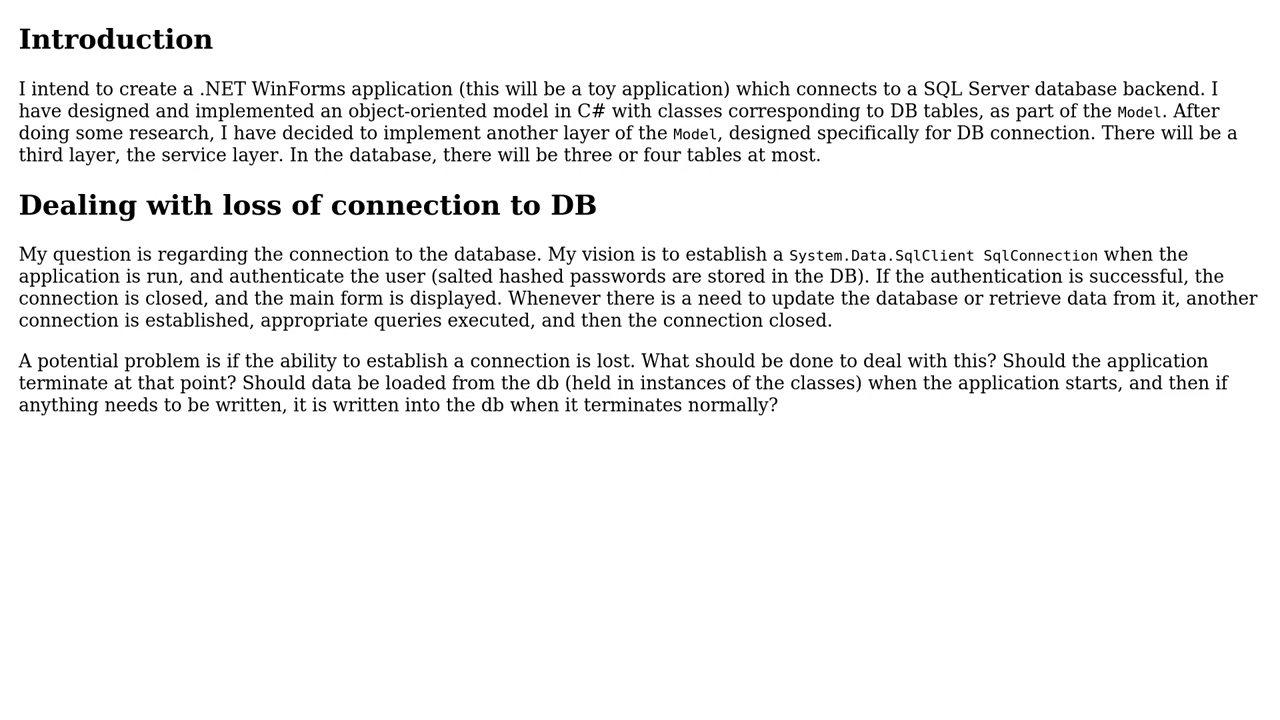 Introduction
I intend to create a .NET WinForms application (this will be a toy application) which connects to a SQL Server database backend. I
have designed and implemented an object-oriented model in C# with classes corresponding to DB tables, as part of the Model. After
doing some research, I have decided to implement another layer of the Model, designed specifically for DB connection. There will be a
third layer, the service layer. In the database, there will be three or four tables at most.
Dealing with loss of connection to DB
My question is regarding the connection to the database. My vision is to establish a System.Data.SqlClient SqlConnection when the
application is run, and authenticate the user (salted hashed passwords are stored in the DB). If the authentication is successful, the
connection is closed, and the main form is displayed. Whenever there is a need to update the database or retrieve data from it, another
connection is established, appropriate queries executed, and then the connection closed.
A potential problem is if the ability to establish a connection is lost. What should be done to deal with this? Should the application
terminate at that point? Should data be loaded from the db (held in instances of the classes) when the application starts, and then if
anything needs to be written, it is written into the db when it terminates normally?